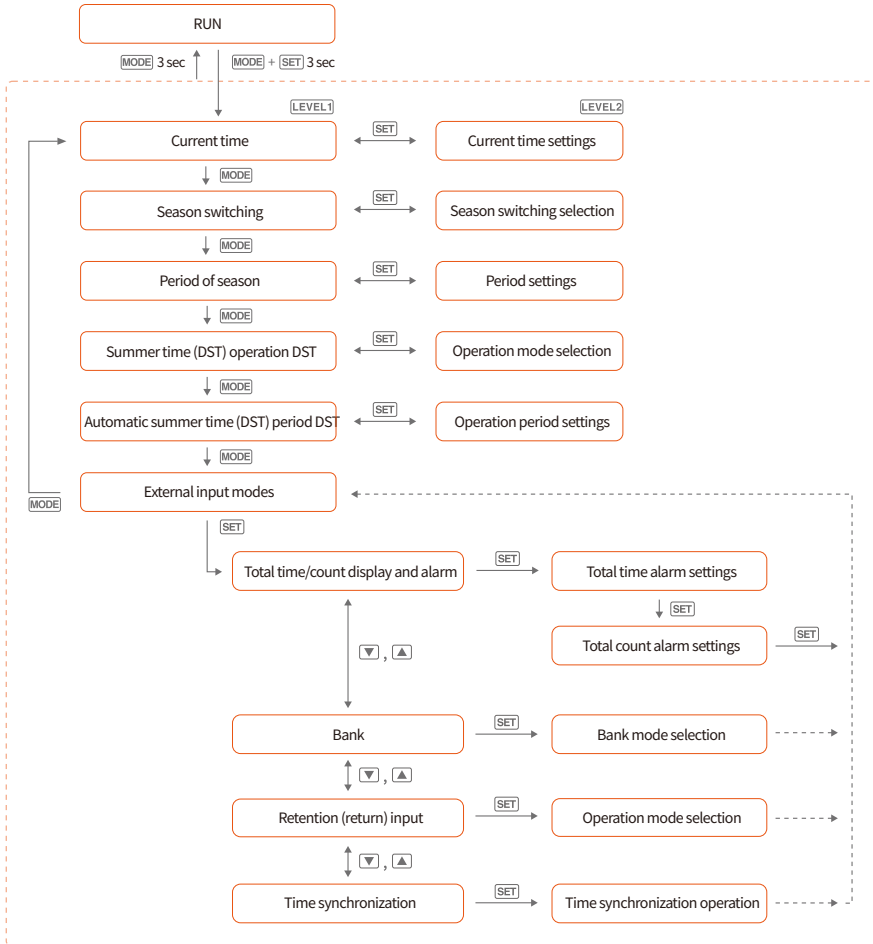 RUN
MODE 3 sec
MODE + SET 3 sec
LEVEL1
LEVEL2
Current time
SET
Current time settings
MODE
Season switching
SET
Season switching selection
MODE
Period of season
SET
Period settings
MODE
Summer time (DST) operation DST
SET
Operation mode selection
MODE
Automatic summer time (DST) period DST
SET
Operation period settings
MODE
External input modes
MODE
SET
Total time/count display and alarm
SET
Total time alarm settings
SET
Total count alarm settings
SET
▼ , ▲
Bank
SET
Bank mode selection
▼ , ▲
Retention (return) input
SET
Operation mode selection
▼ , ▲
Time synchronization
SET
Time synchronization operation